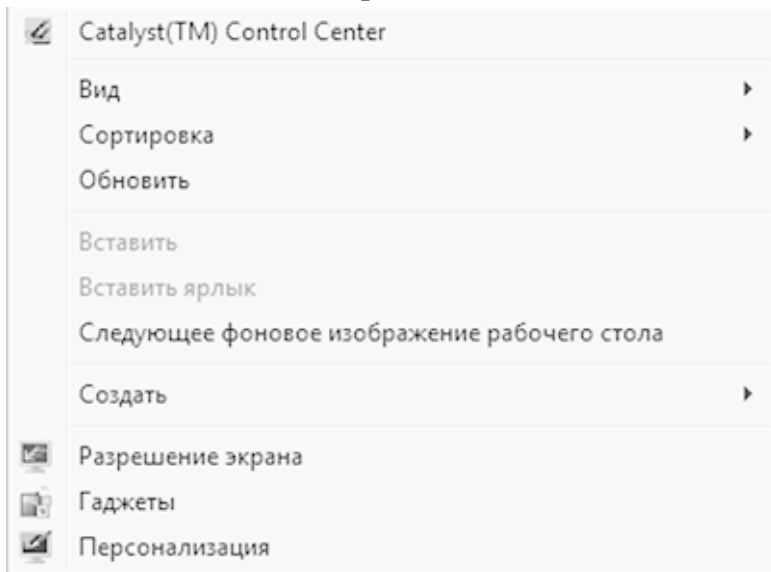 Catalyst(TM) Control Center
Вид
Сортировка
Обновить
Вставить
Вставить ярлык
Следующее фоновое изображение рабочего стола
Создать
Разрешение экрана
Гаджеты
Персонализация